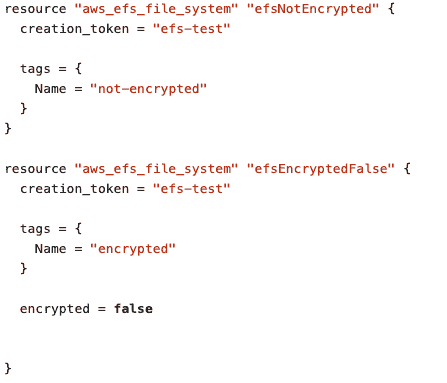 resource "aws_efs_file_system" "efsNotEncrypted" {
  creation_token = "efs-test"

  tags = {
    Name = "not-encrypted"
  }
}

resource "aws_efs_file_system" "efsEncryptedFalse" {
  creation_token = "efs-test"

  tags = {
    Name = "encrypted"
  }

  encrypted = false


}